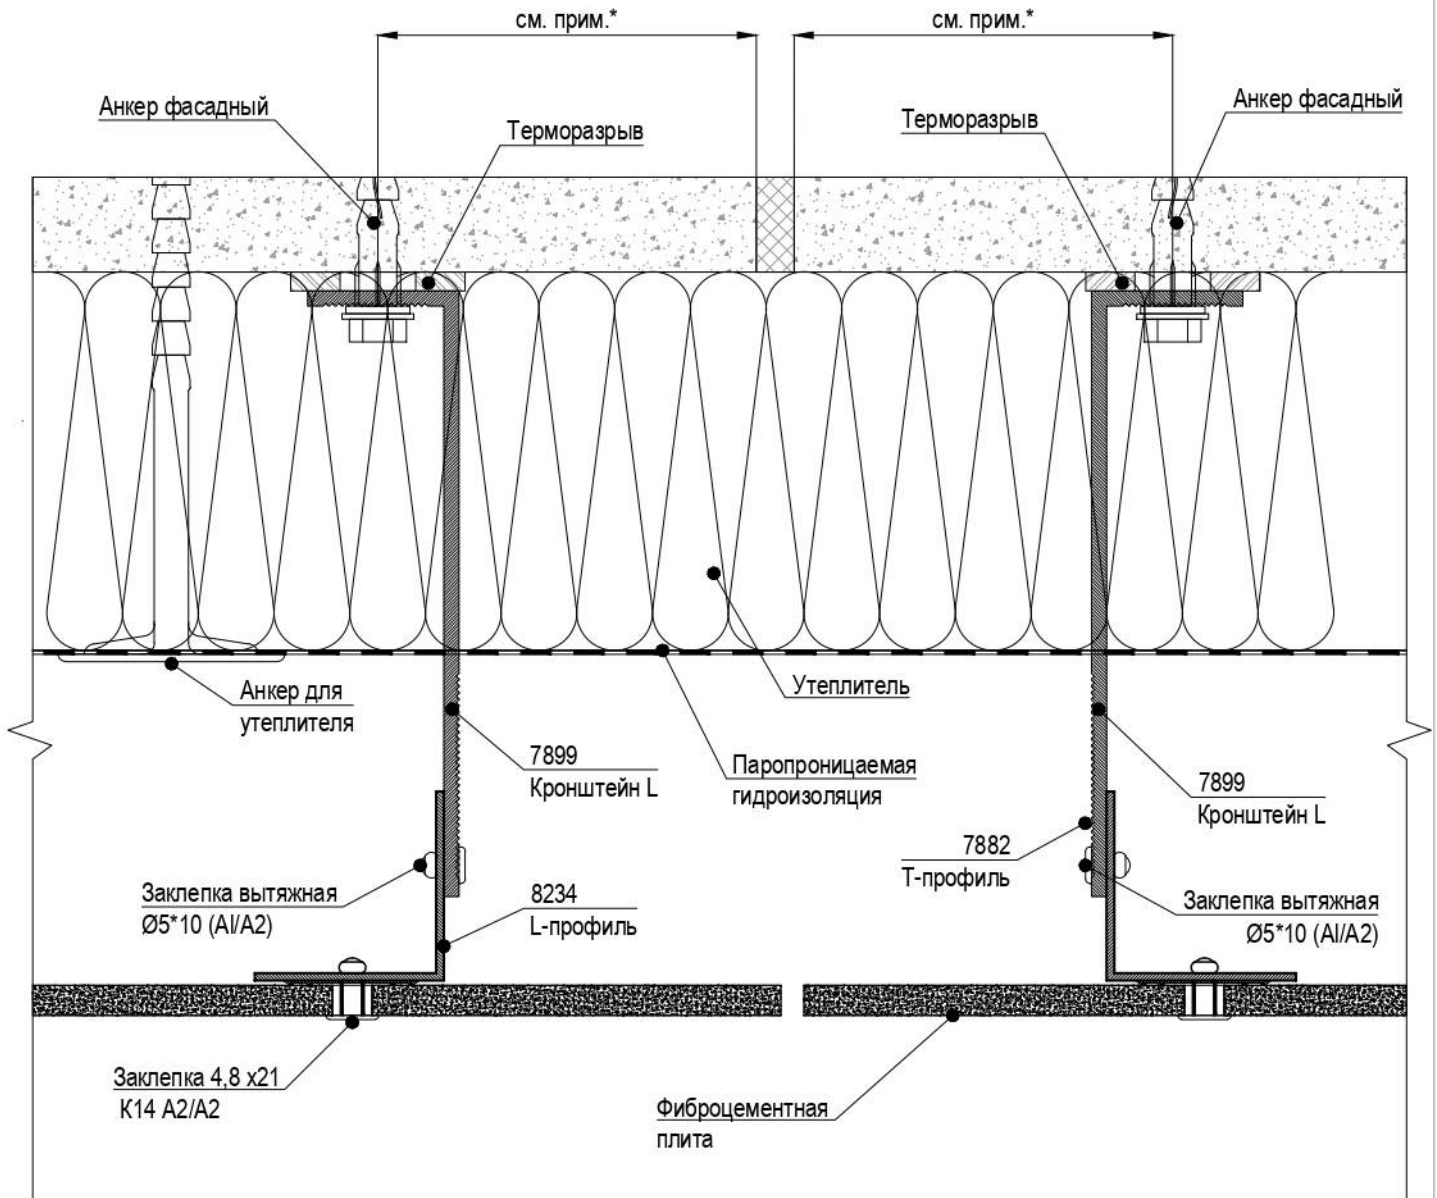 см. прим.*
см. прим.*
Анкер фасадный
Терморазрыв
Терморазрыв
Анкер фасадный
Анкер для
утеплителя
Утеплитель
7899
Кронштейн L
Паропроницаемая
гидроизоляция
7899
Кронштейн L
7882
Т-профиль
Заклепка вытяжная
Ø5*10 (Al/A2)
8234
L-профиль
Заклепка вытяжная
Ø5*10 (Al/A2)
Заклепка 4,8 х21
К14 А2/А2
Фиброцементная
плита